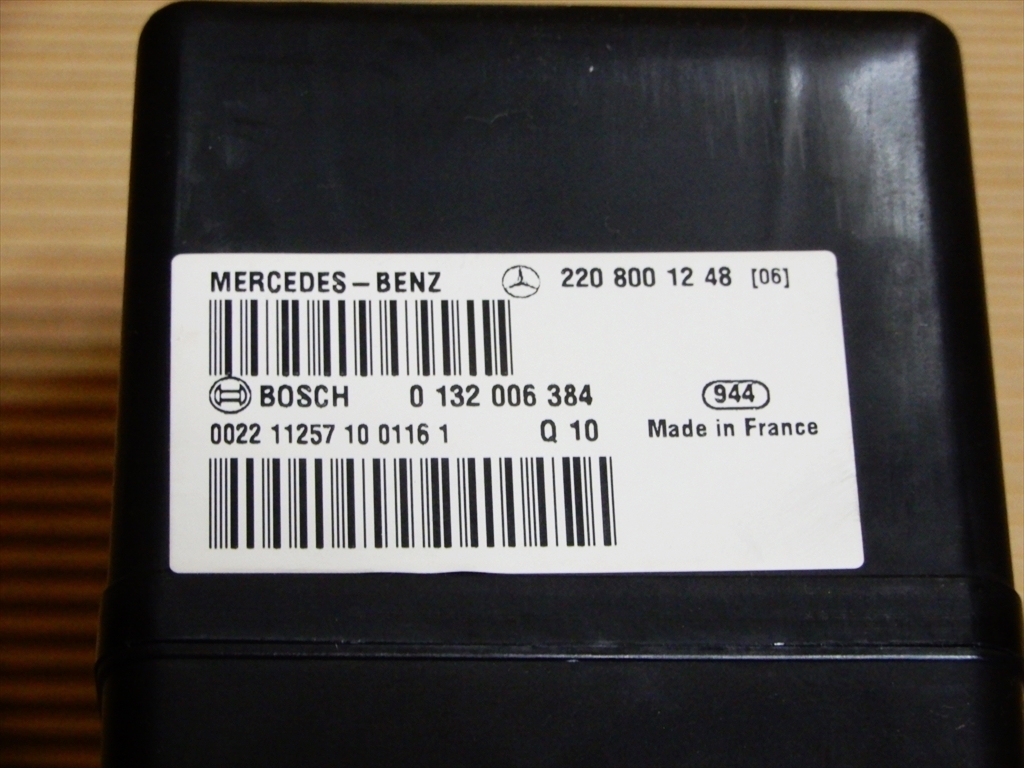 MERCEDES-BENZ 220 800 12 48 [06]
BOSCH 0 132 006 384 944
0022 11257 10 0116 1 Q 10 Made in France